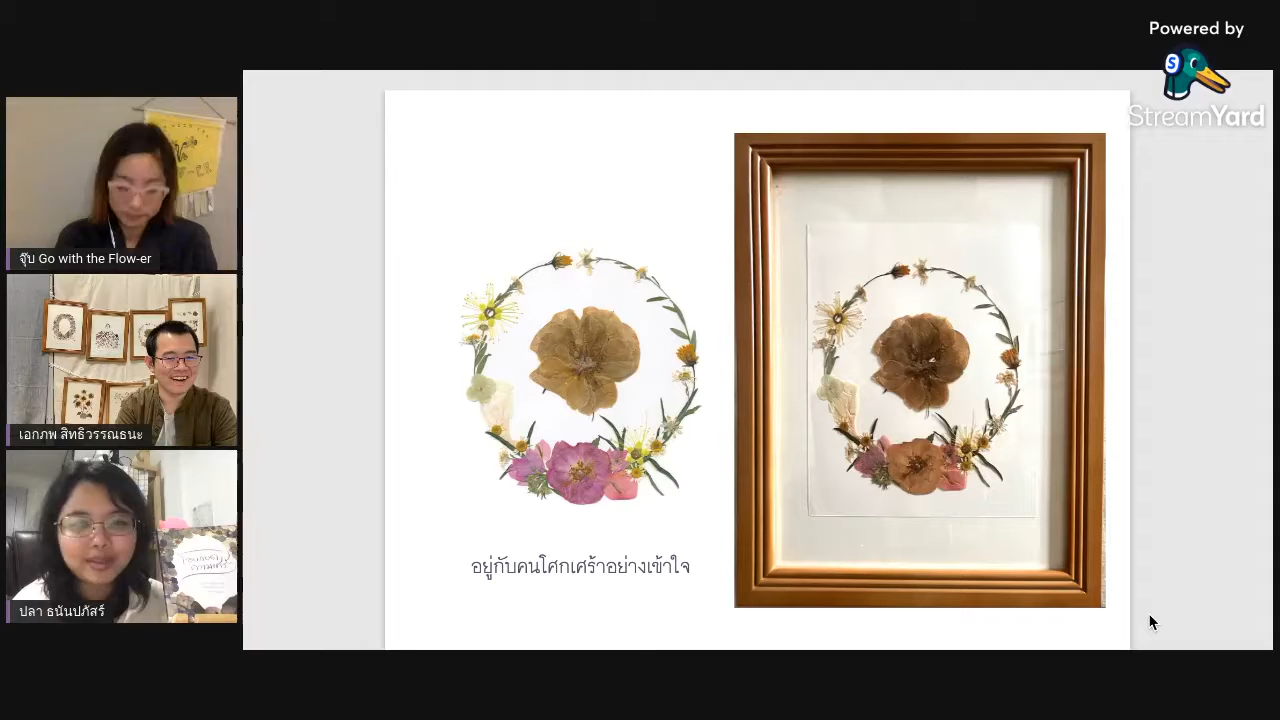 Powered by
StreamYard
จุ๊บ Go with the Flow-er
เอกภพ สิทธิวรรณธนะ
ปลา ธนันปภัสร์
อยู่กับคนโศกเศร้าอย่างเข้าใจ